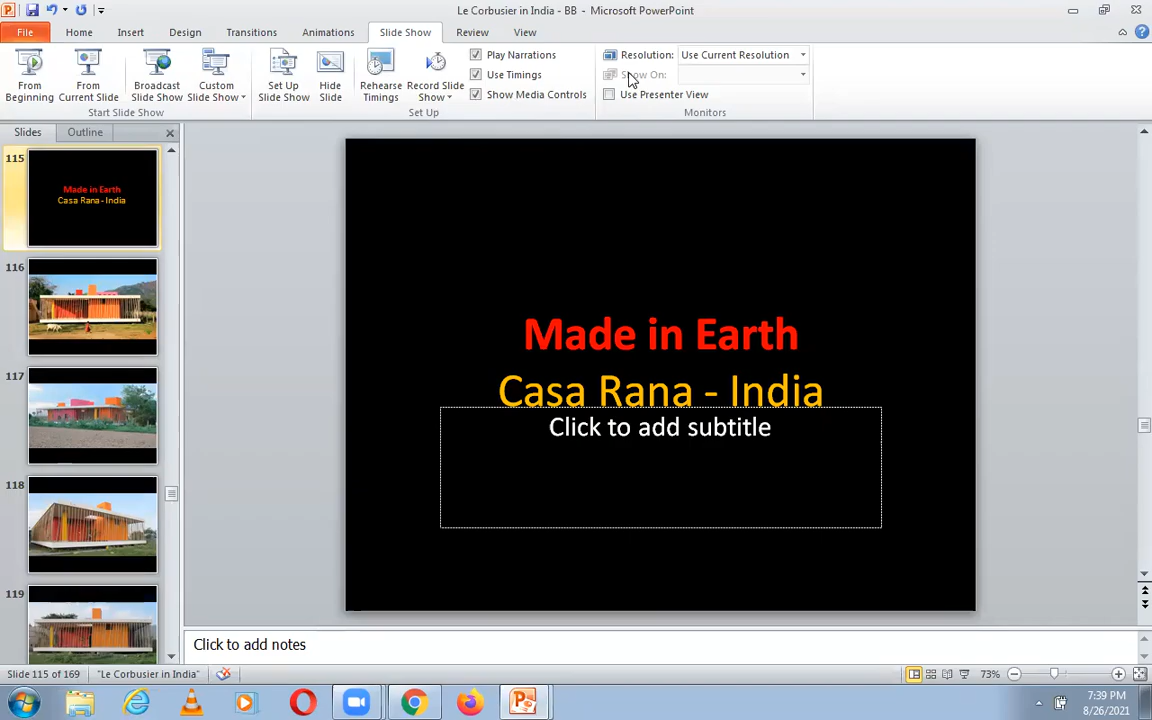 Le Corbusier in India - BB - Microsoft PowerPoint
File
Home
Insert
Design
Transitions
Animations
Slide Show
Review
View
From Beginning
From Current Slide
Broadcast Slide Show
Custom Slide Show
Start Slide Show
Set Up Slide Show
Hide Slide
Rehearse Timings
Record Slide Show
Play Narrations
Use Timings
Show Media Controls
Set Up
Resolution:
Use Current Resolution
Show On:
Use Presenter View
Monitors
Slides
Outline
115
Made in Earth
Casa Rana - India
116
117
118
119
Made in Earth
Casa Rana - India
Click to add subtitle
Click to add notes
Slide 115 of 169
"Le Corbusier in India"
73%
7:39 PM
8/26/2021